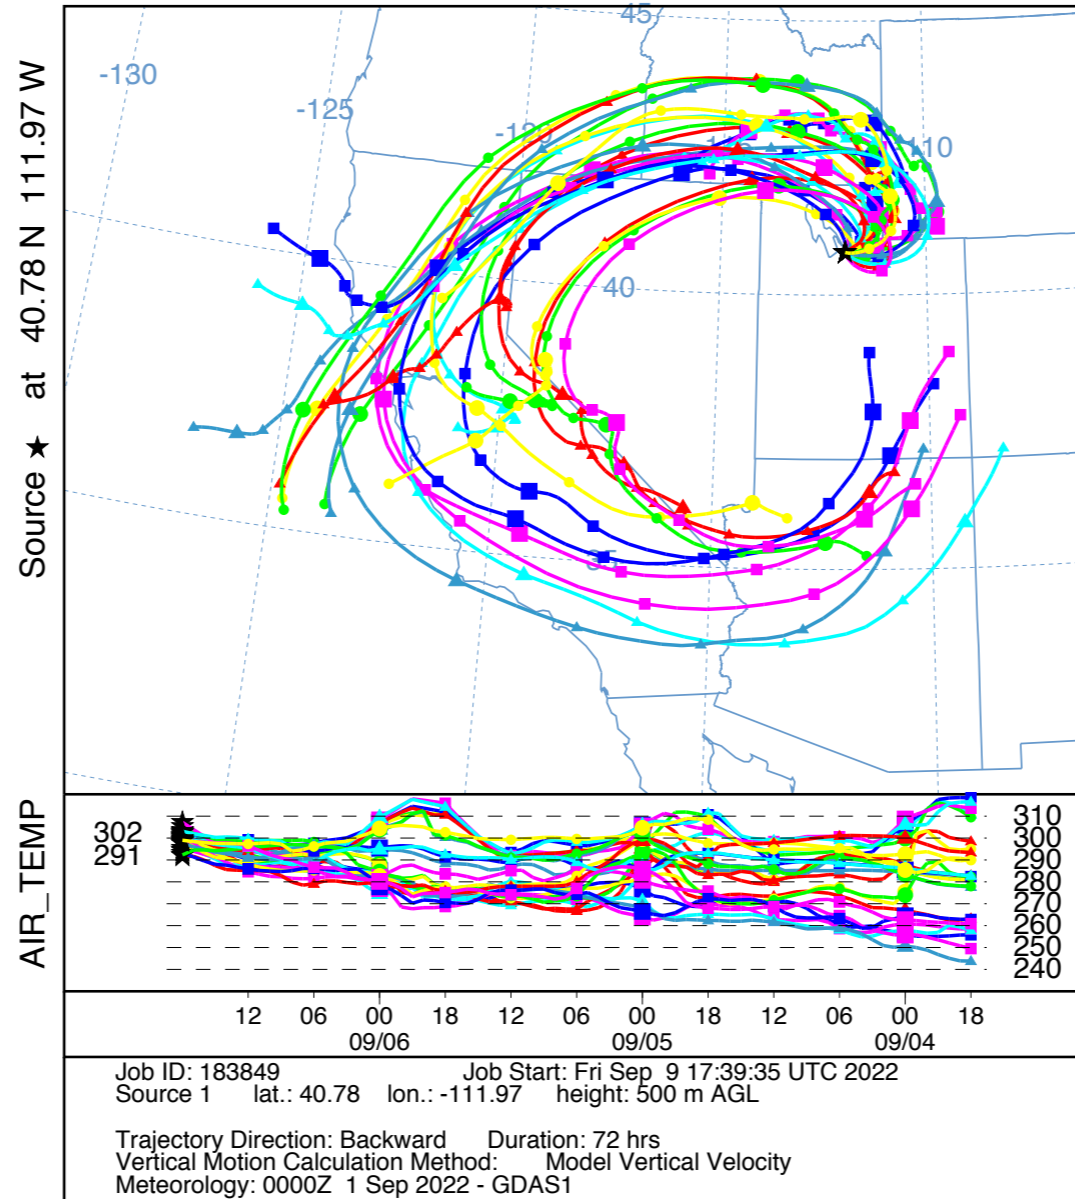 Source ★ at 40.78 N 111.97 W
45
-130
-125
-120
-115
-110
40
35
AIR_TEMP
302
291
310
300
290
280
270
260
250
240
12 06 00 18 12 06 00 18 12 06 00 18
09/06 09/05 09/04
Job ID: 183849 Job Start: Fri Sep 9 17:39:35 UTC 2022
Source 1 lat.: 40.78 lon.: -111.97 height: 500 m AGL
Trajectory Direction: Backward Duration: 72 hrs
Vertical Motion Calculation Method: Model Vertical Velocity
Meteorology: 0000Z 1 Sep 2022 - GDAS1